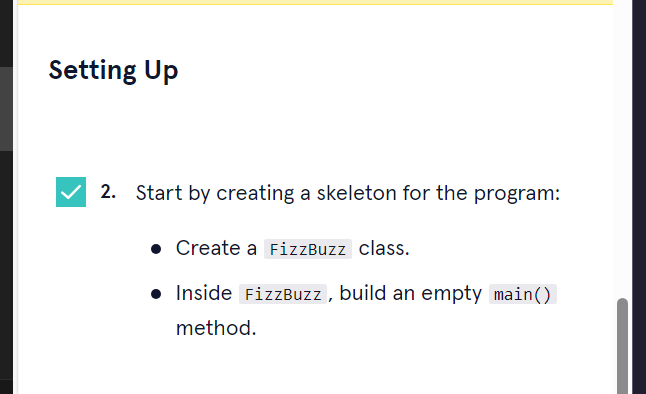 Setting Up
2. Start by creating a skeleton for the program:
Create a FizzBuzz class.
Inside FizzBuzz, build an empty main()
method.